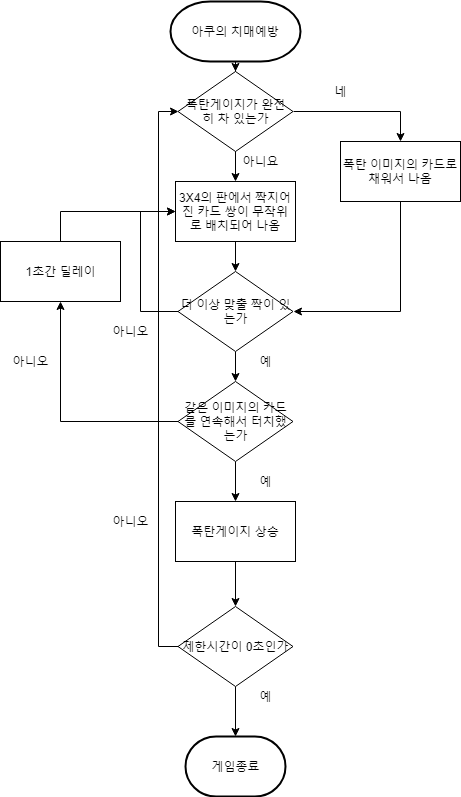 아쿠의 치매예방
네
폭탄게이지가 완전
히 차 있는가
폭탄 이미지의 카드로
채워서 나옴
아니요
3X4의 판에서 짝지어
진 카드 쌍이 무작위
로 배치되어 나옴
1초간 딜레이
더 이상 맞출 짝이 있
는가
아니오
아니오
예
같은 이미지의 카드
를 연속해서 터치했
는가
예
아니오
폭탄게이지 상승
제한시간이 0초인가
예
게임종료